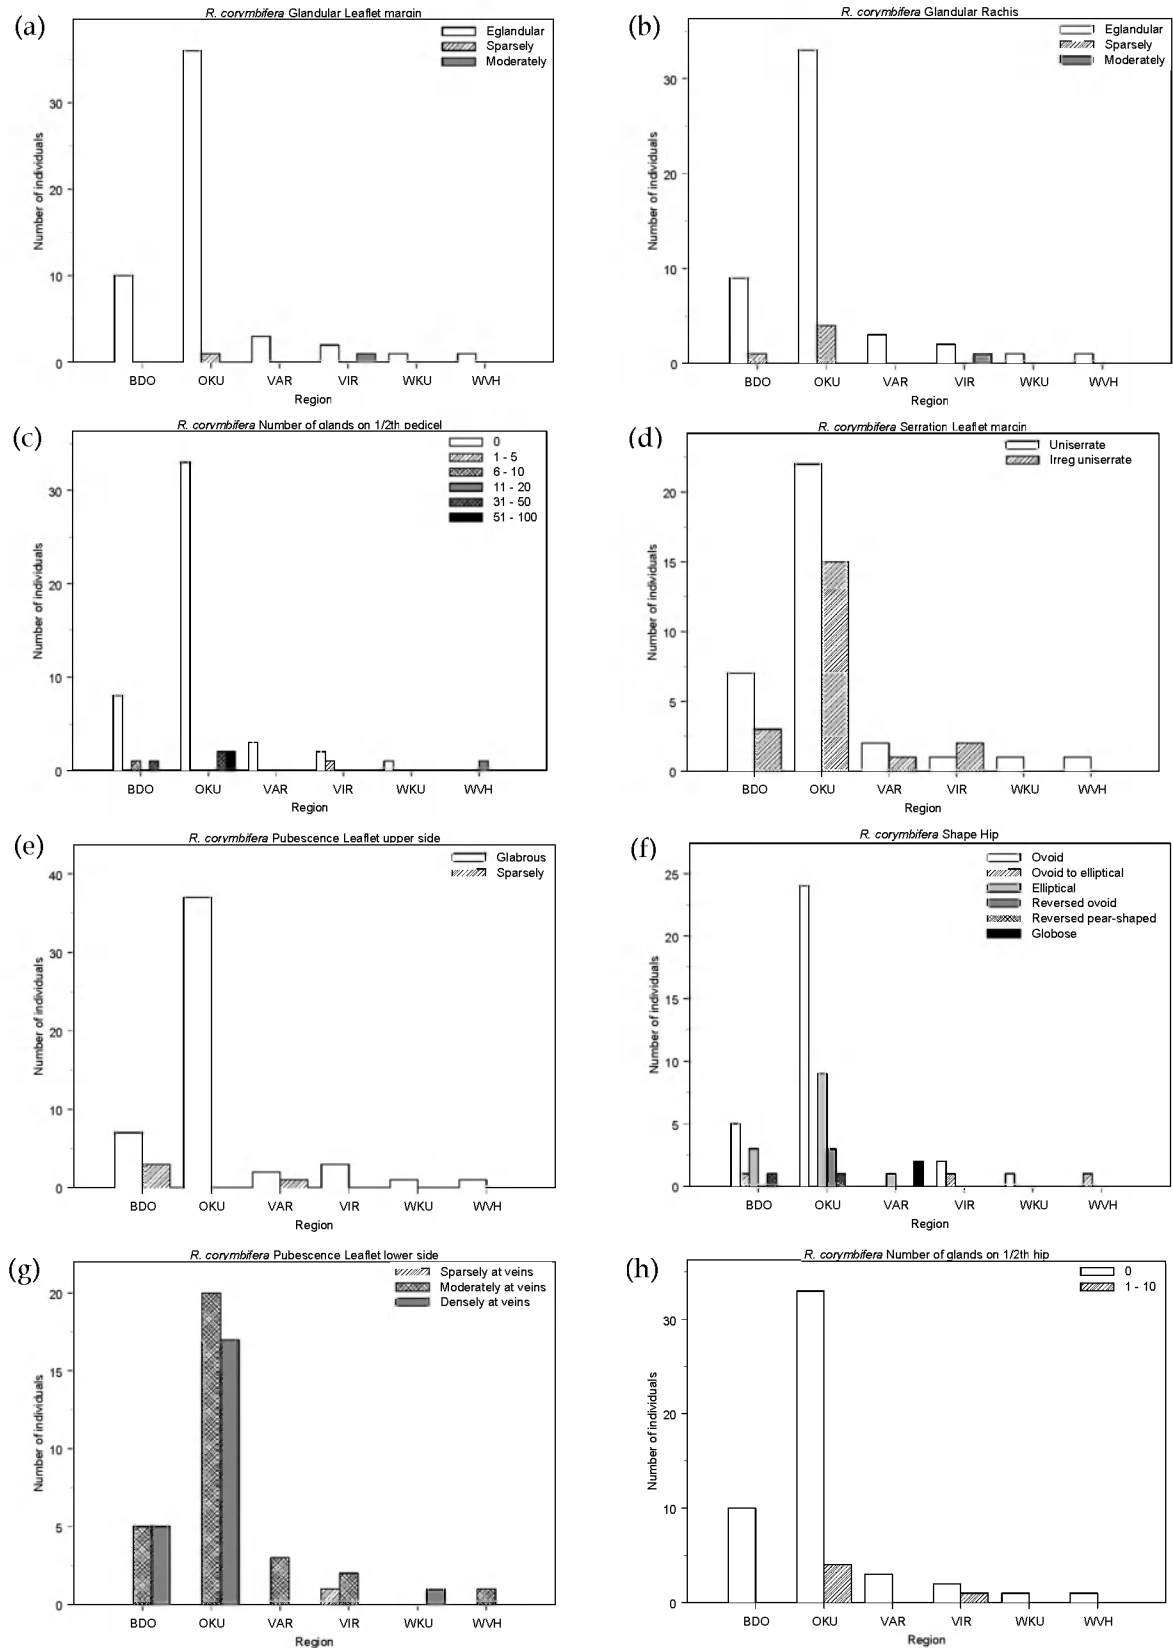 (a)
R. corymbifera Glandular Leaflet margin
Eglandular
Sparsely
Moderately
Number of individuals
30
20
10
0
BDO OKU VAR VIR WKU WVH
Region
(b)
R. corymbifera Glandular Rachis
Eglandular
Sparsely
Moderately
Number of individuals
30
20
10
0
BDO OKU VAR VIR WKU WVH
Region
(c)
R. corymbifera Number of glands on 1/2th pedicel
0
1 - 5
6 - 10
11 - 20
31 - 50
51 - 100
Number of individuals
30
20
10
0
BDO OKU VAR VIR WKU WVH
Region
(d)
R. corymbifera Serration Leaflet margin
Uniserrate
Irreg uniserrate
Number of individuals
20
15
10
5
0
BDO OKU VAR VIR WKU WVH
Region
(e)
R. corymbifera Pubescence Leaflet upper side
Glabrous
Sparsely
Number of individuals
40
30
20
10
0
BDO OKU VAR VIR WKU WVH
Region
(f)
R. corymbifera Shape Hip
Ovoid
Ovoid to elliptical
Elliptical
Reversed ovoid
Reversed pear-shaped
Globose
Number of individuals
25
20
15
10
5
0
BDO OKU VAR VIR WKU WVH
Region
(g)
R. corymbifera Pubescence Leaflet lower side
Sparsely at veins
Moderately at veins
Densely at veins
Number of individuals
20
15
10
5
0
BDO OKU VAR VIR WKU WVH
Region
(h)
R. corymbifera Number of glands on 1/2th hip
0
1 - 10
Number of individuals
30
20
10
0
BDO OKU VAR VIR WKU WVH
Region